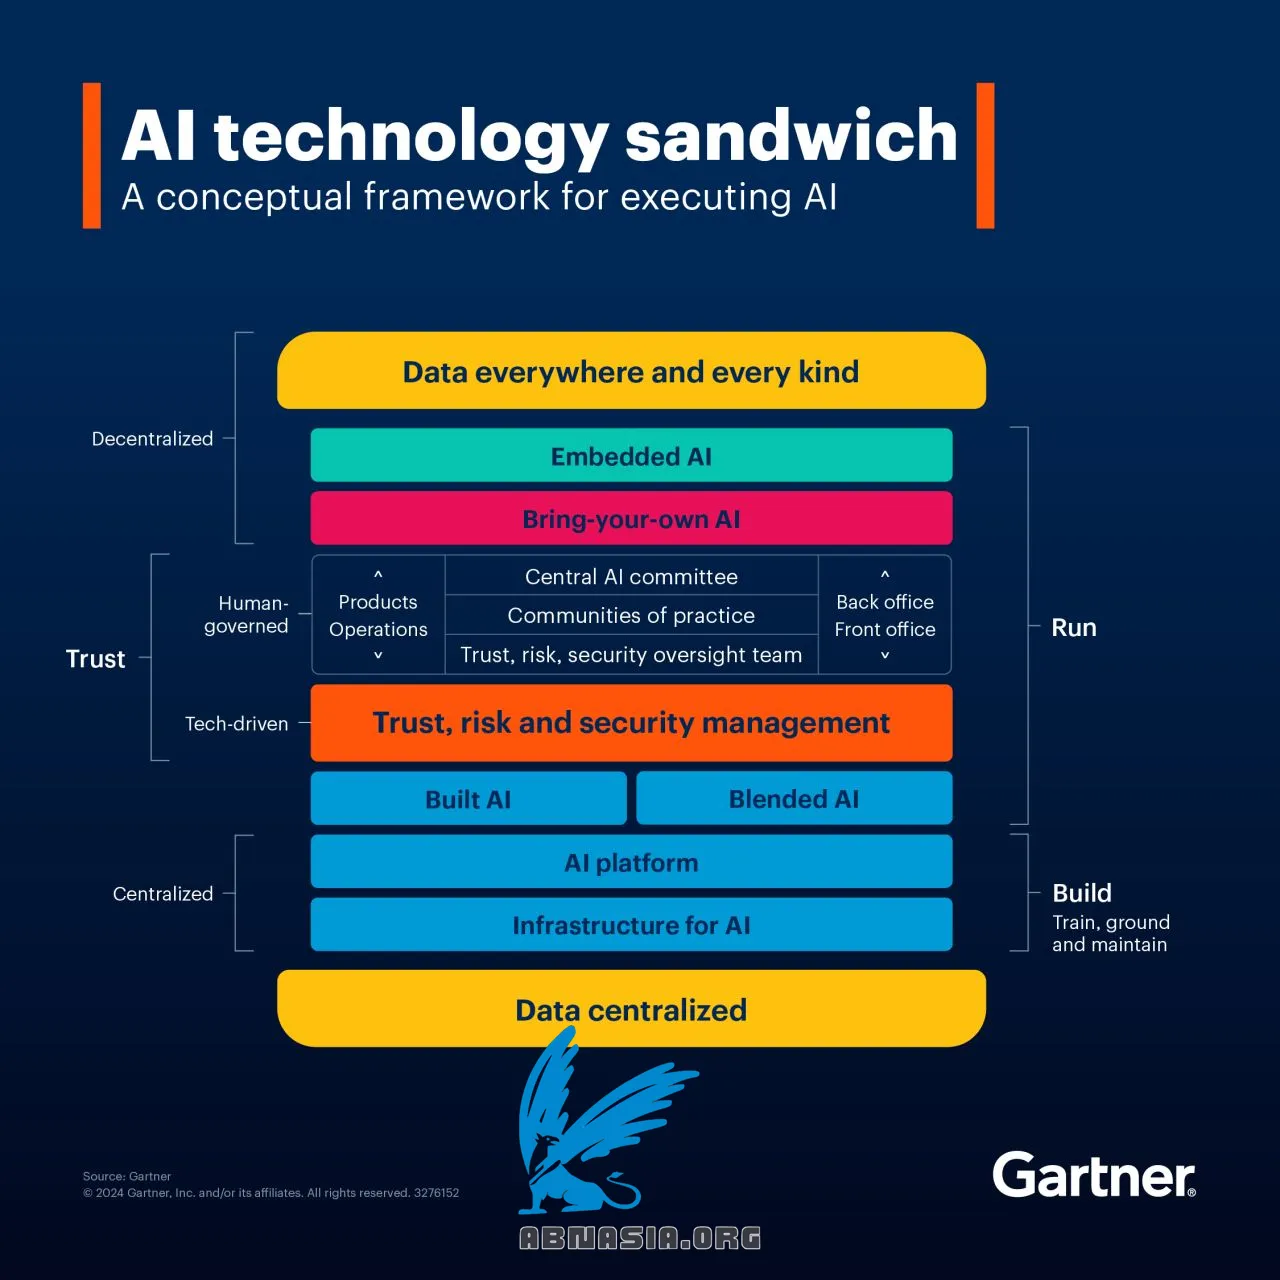 AI technology sandwich
A conceptual framework for executing AI
Data everywhere and every kind
Decentralized
Embedded AI
Bring-your-own AI
Trust
Human-
governed
Products
Operations
Central AI committee
Communities of practice
Trust, risk, security oversight team
Back office
Front office
Run
Tech-driven
Trust, risk and security management
Built AI
Blended AI
Centralized
AI platform
Infrastructure for AI
Build
Train, ground
and maintain
Data centralized
Source: Gartner
© 2024 Gartner, Inc. and/or its affiliates. All rights reserved. 3276152
Gartner®
ABNASIA.ORG